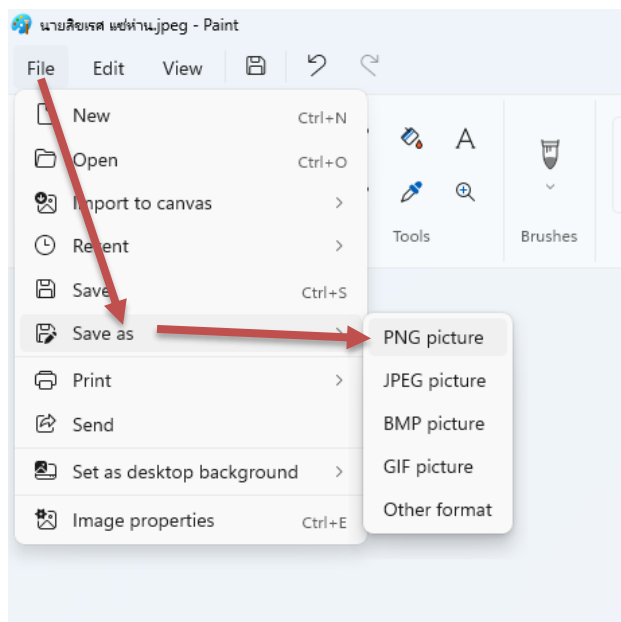 นายสิขเรศ แซ่ห่าน.jpeg - Paint
File Edit View
New Ctrl+N
Open Ctrl+O
Import to canvas
Recent
Save Ctrl+S
Save as
Print
Send
Set as desktop background
Image properties Ctrl+E
PNG picture
JPEG picture
BMP picture
GIF picture
Other format
Tools
Brushes